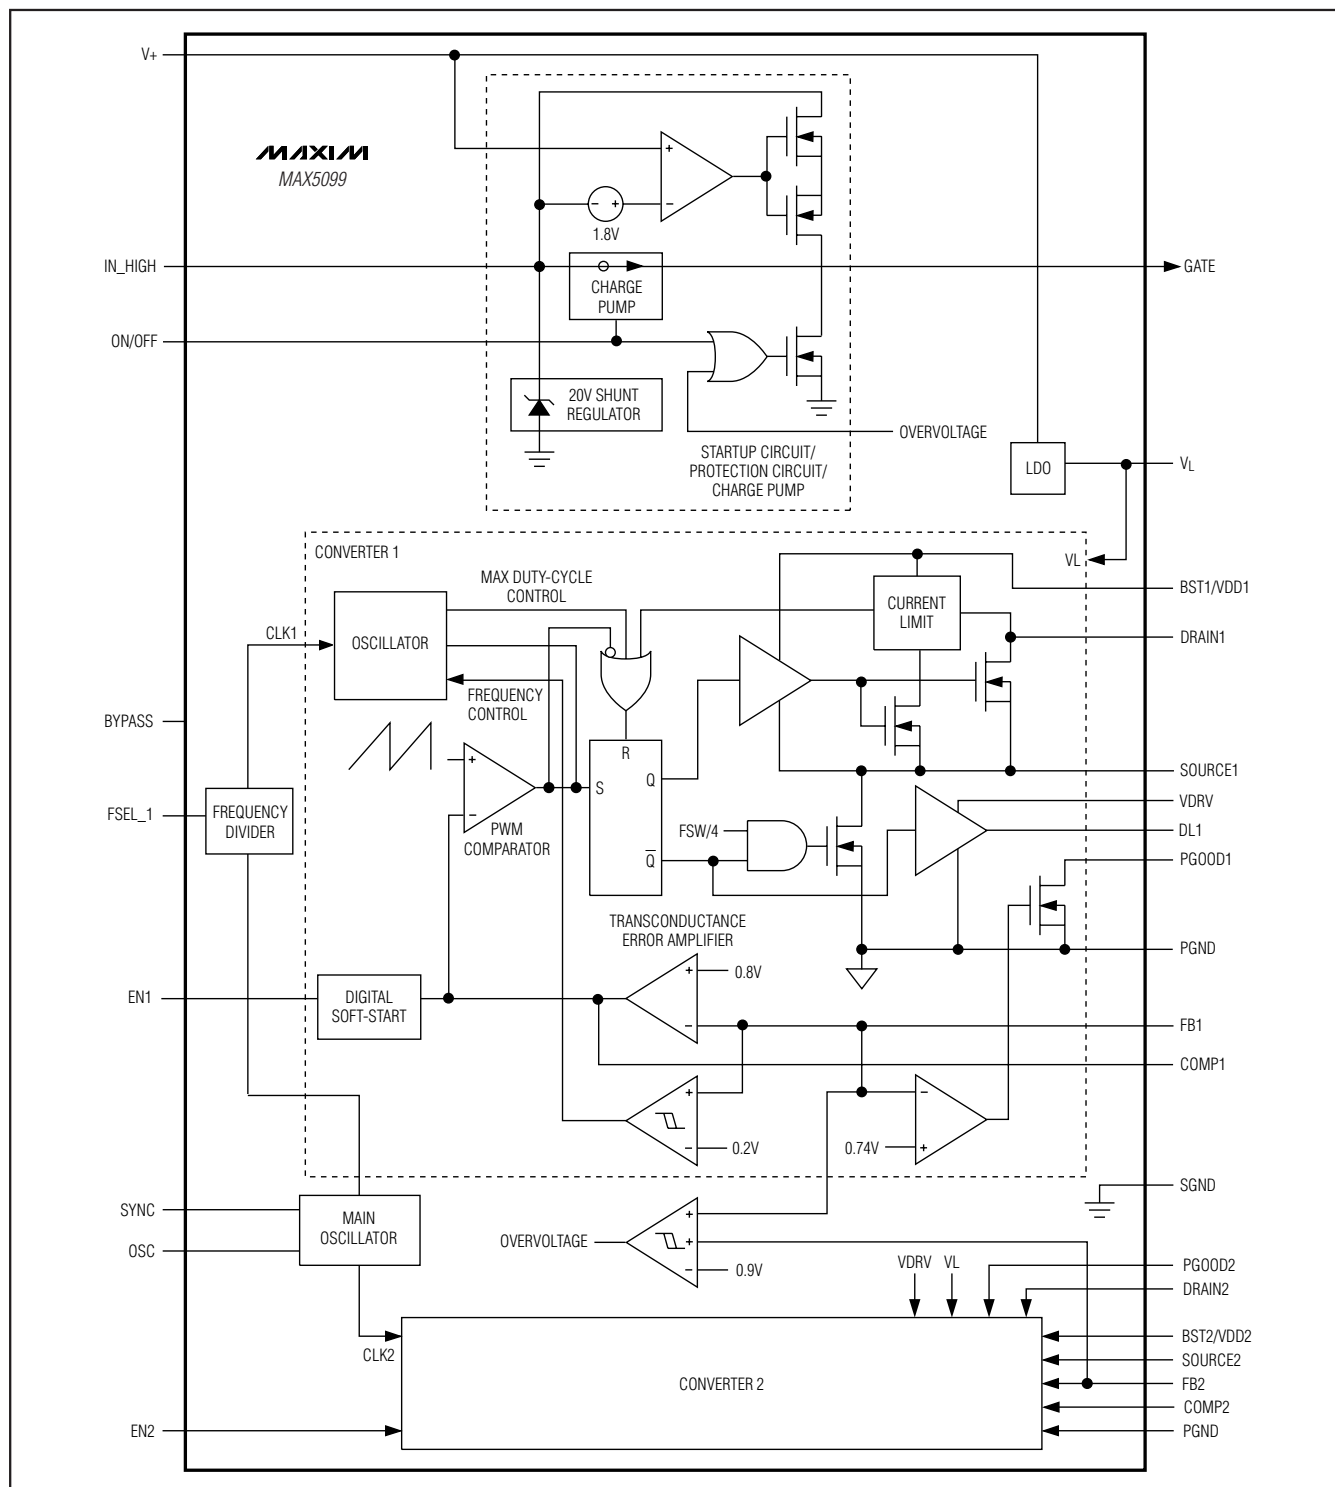 V+
MAXIM
MAX5099
+
−
− +
1.8V
IN_HIGH
GATE
CHARGE
PUMP
ON/OFF
20V SHUNT
REGULATOR
OVERVOLTAGE
STARTUP CIRCUIT/
PROTECTION CIRCUIT/
CHARGE PUMP
LDO
VL
CONVERTER 1
VL
MAX DUTY-CYCLE
CONTROL
BST1/VDD1
CURRENT
LIMIT
CLK1
OSCILLATOR
DRAIN1
FREQUENCY
CONTROL
BYPASS
R
+
Q
SOURCE1
S
FSEL_1
FREQUENCY
DIVIDER
−
PWM
COMPARATOR
VDRV
FSW/4
DL1
Q
PGOOD1
TRANSCONDUCTANCE
ERROR AMPLIFIER
PGND
+
0.8V
EN1
DIGITAL
SOFT-START
−
FB1
COMP1
+
−
−
0.2V
0.74V
+
SGND
SYNC
OSC
MAIN
OSCILLATOR
+
OVERVOLTAGE
+
−
0.9V
VDRV
VL
PGOOD2
DRAIN2
CLK2
BST2/VDD2
SOURCE2
CONVERTER 2
FB2
COMP2
EN2
PGND